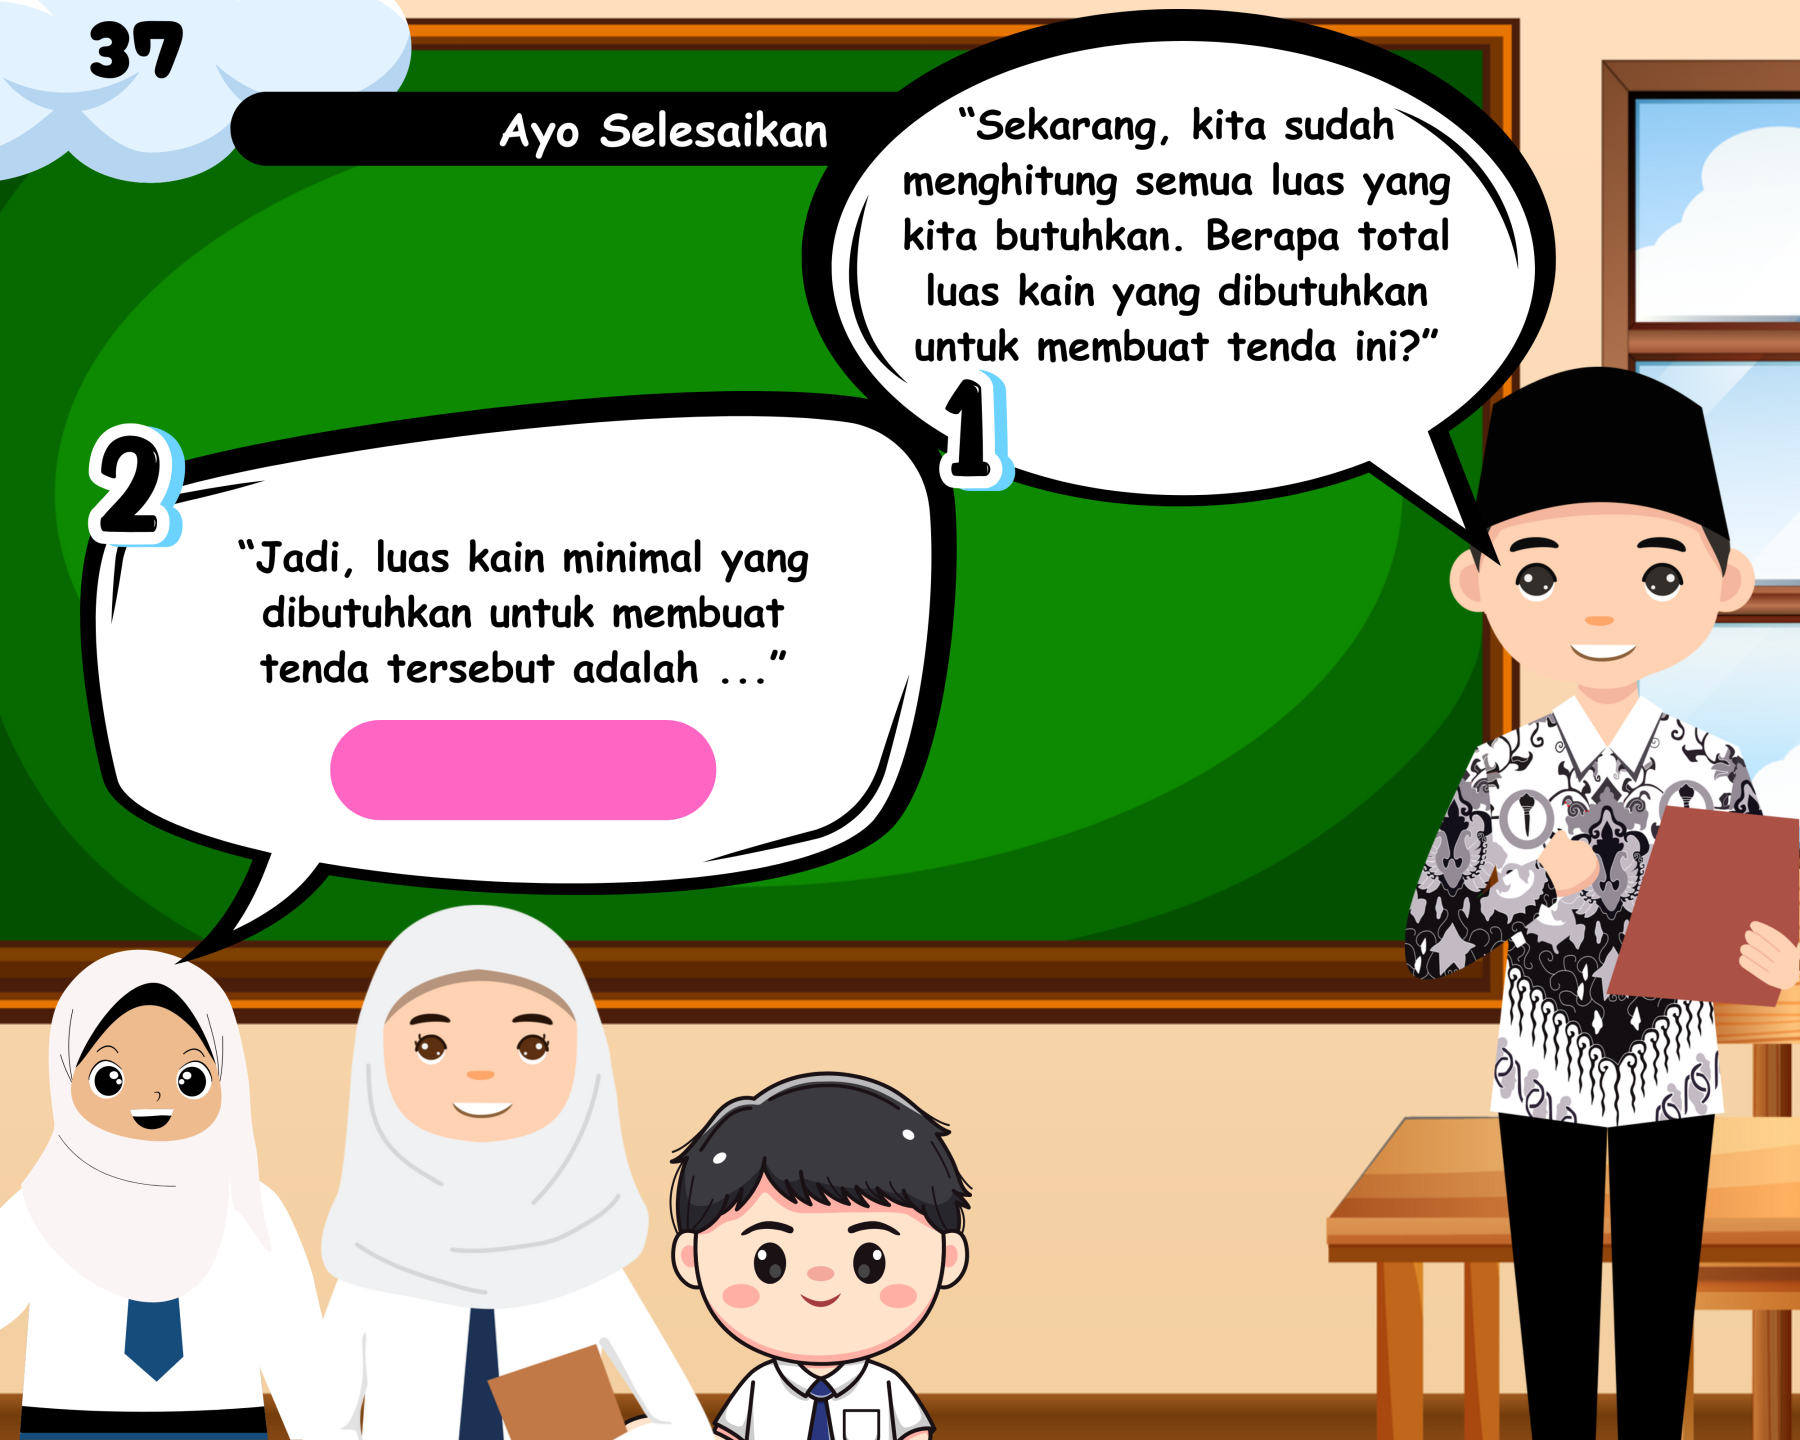 37
Ayo Selesaikan
“Sekarang, kita sudah
menghitung semua luas yang
kita butuhkan. Berapa total
luas kain yang dibutuhkan
untuk membuat tenda ini?”
1
2
“Jadi, luas kain minimal yang
dibutuhkan untuk membuat
tenda tersebut adalah ...”